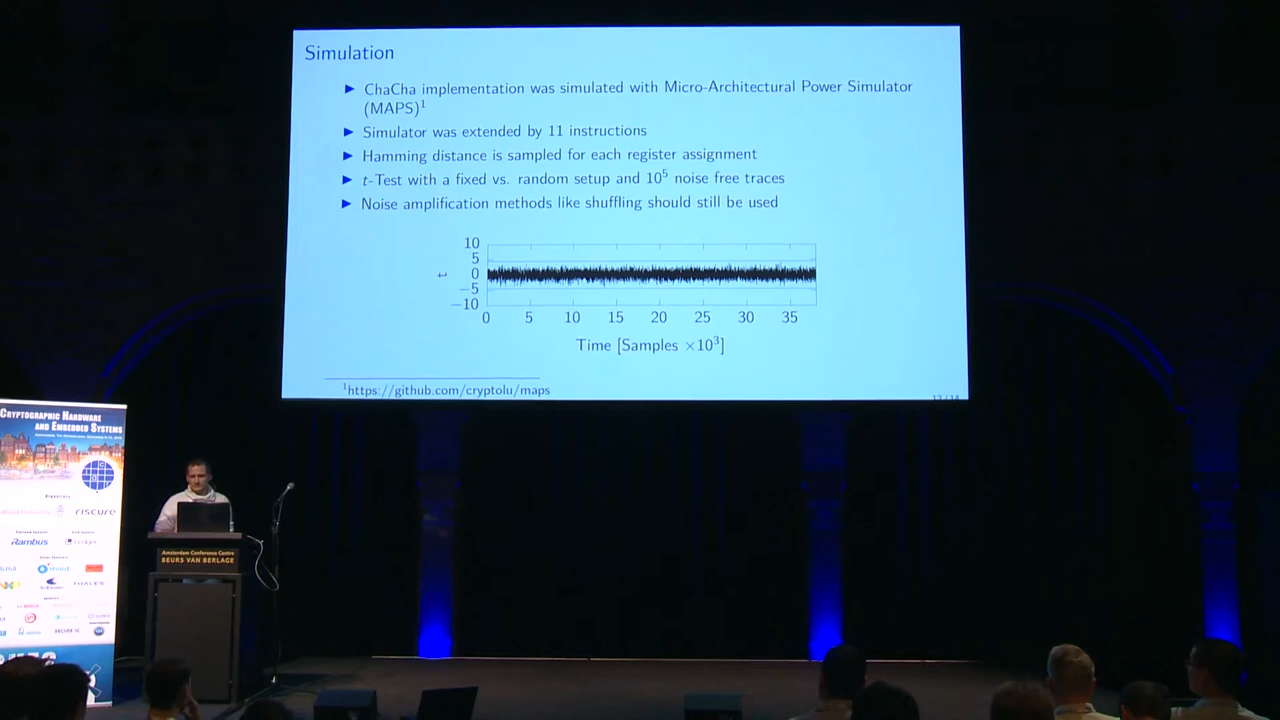 Simulation
► ChaCha implementation was simulated with Micro-Architectural Power Simulator
(MAPS)¹
► Simulator was extended by 11 instructions
► Hamming distance is sampled for each register assignment
► t-Test with a fixed vs. random setup and 10⁵ noise free traces
► Noise amplification methods like shuffling should still be used
10
5
0
−5
−10
t
0 5 10 15 20 25 30 35
Time [Samples ×10³]
¹https://github.com/cryptolu/maps
12/14
Cryptographic Hardware
and Embedded Systems
riscure
Rambus
THALES
SECURE-IC
Amsterdam Conference Centre
BEURS VAN BERLAGE